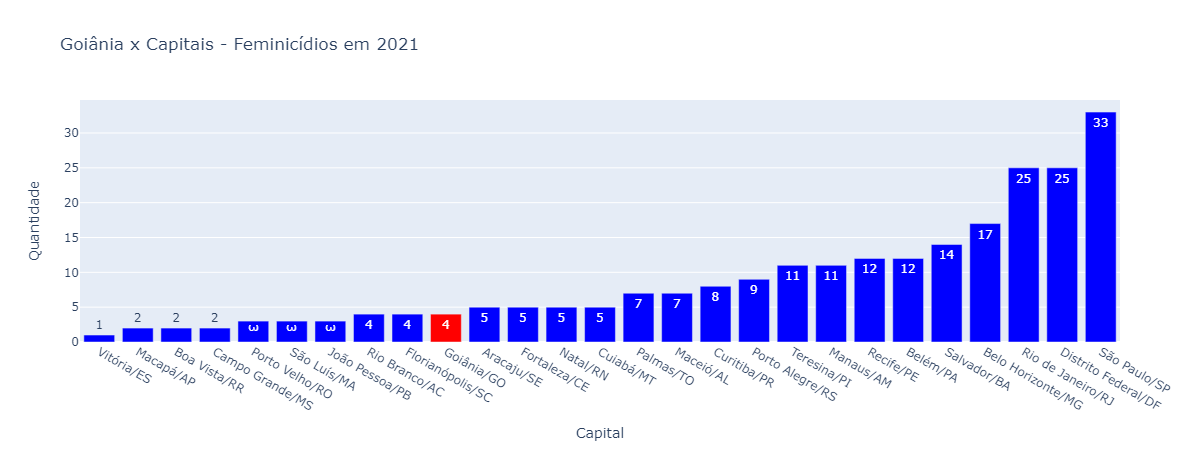 Goiânia x Capitais - Feminicídios em 2021
Quantidade
30
25
20
15
10
5
0
1
2
2
2
3
3
3
4
4
4
5
5
5
5
7
7
8
9
11
11
12
12
14
17
25
25
33
Vitória/ES
Macapá/AP
Boa Vista/RR
Campo Grande/MS
Porto Velho/RO
São Luís/MA
João Pessoa/PB
Rio Branco/AC
Florianópolis/SC
Goiânia/GO
Aracaju/SE
Fortaleza/CE
Natal/RN
Cuiabá/MT
Palmas/TO
Maceió/AL
Curitiba/PR
Porto Alegre/RS
Teresina/PI
Manaus/AM
Recife/PE
Belém/PA
Salvador/BA
Belo Horizonte/MG
Rio de Janeiro/RJ
Distrito Federal/DF
São Paulo/SP
Capital